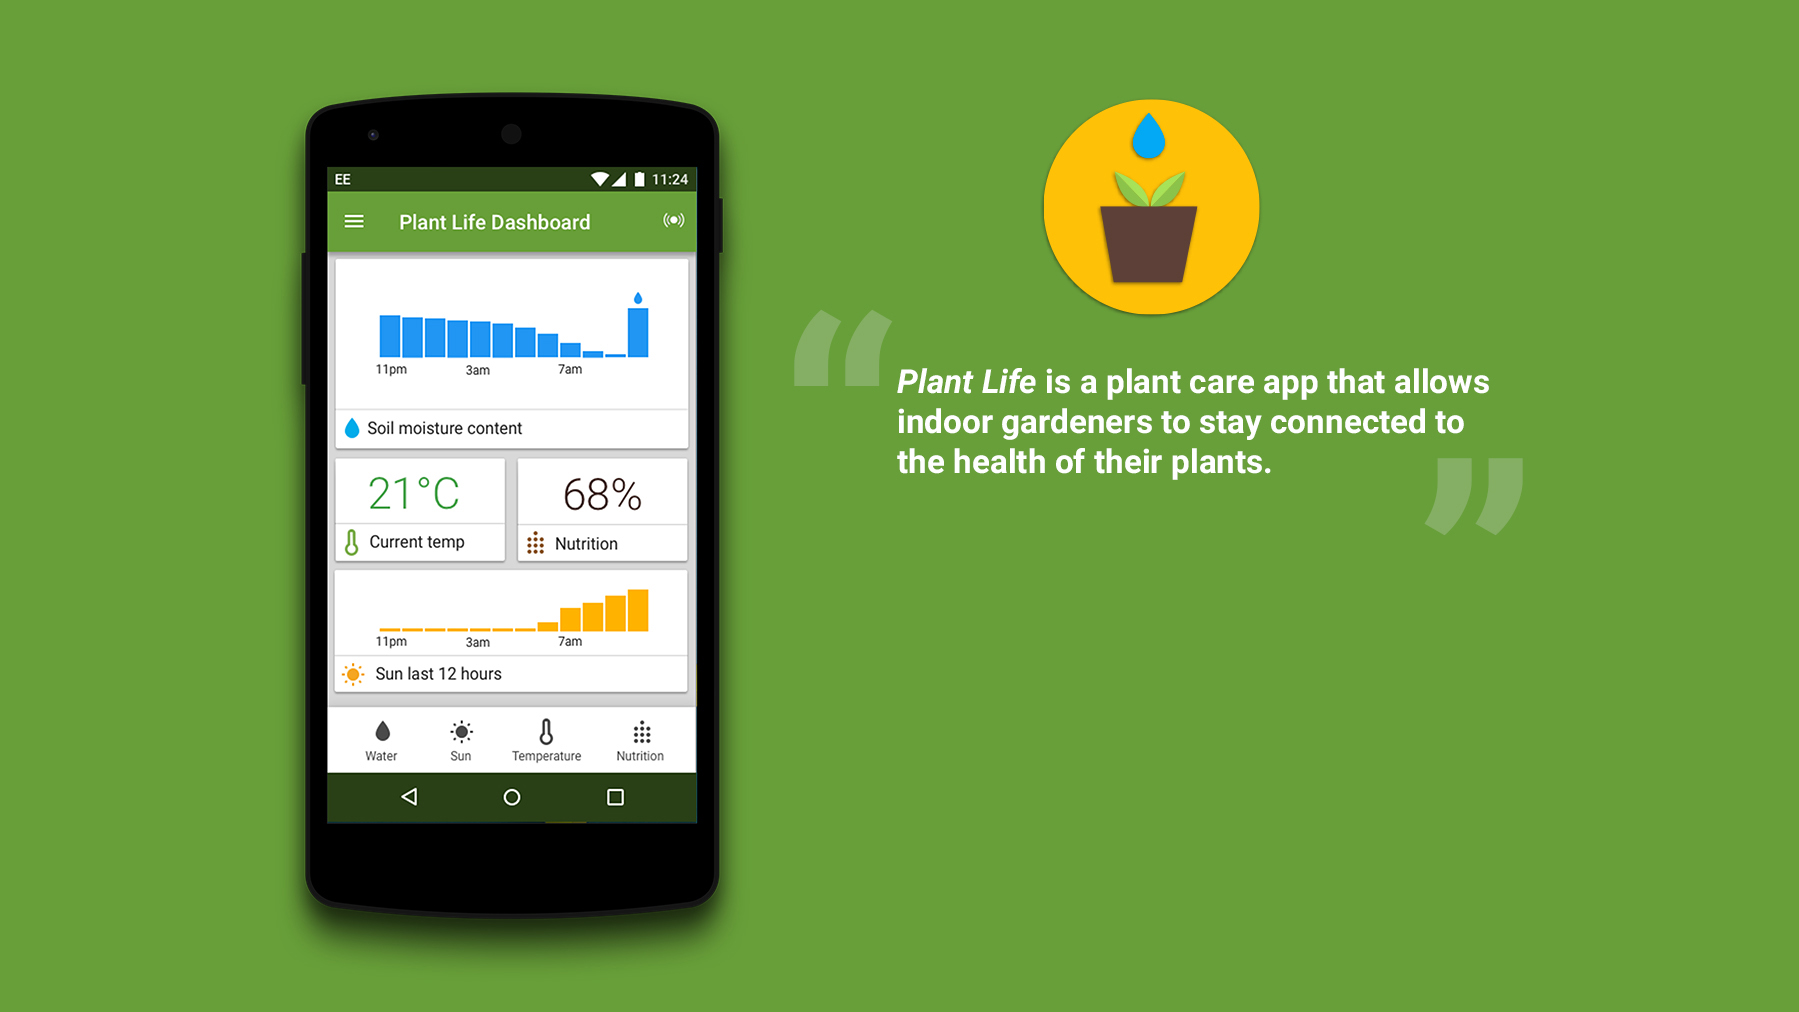 EE 11:24
Plant Life Dashboard
11pm 3am 7am
Soil moisture content
21°C 68%
Current temp Nutrition
11pm 3am 7am
Sun last 12 hours
Water Sun Temperature Nutrition
“Plant Life is a plant care app that allows
indoor gardeners to stay connected to
the health of their plants.”